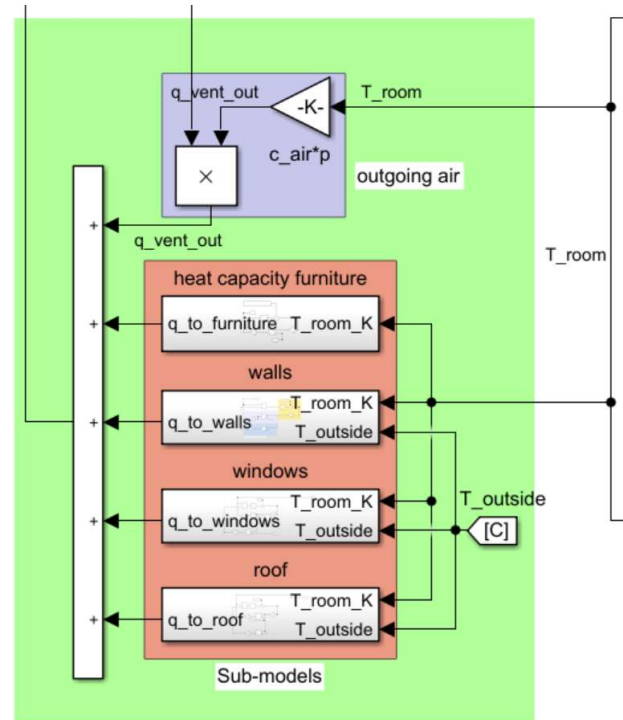 q_vent_out
-K-
T_room
c_air*p
×
outgoing air
+
q_vent_out
T_room
heat capacity furniture
+
q_to_furniture T_room_K
walls
T_room_K
+
q_to_walls
T_outside
windows
T_room_K
T_outside
+
q_to_windows
T_outside
[C]
roof
T_room_K
+
q_to_roof
T_outside
Sub-models